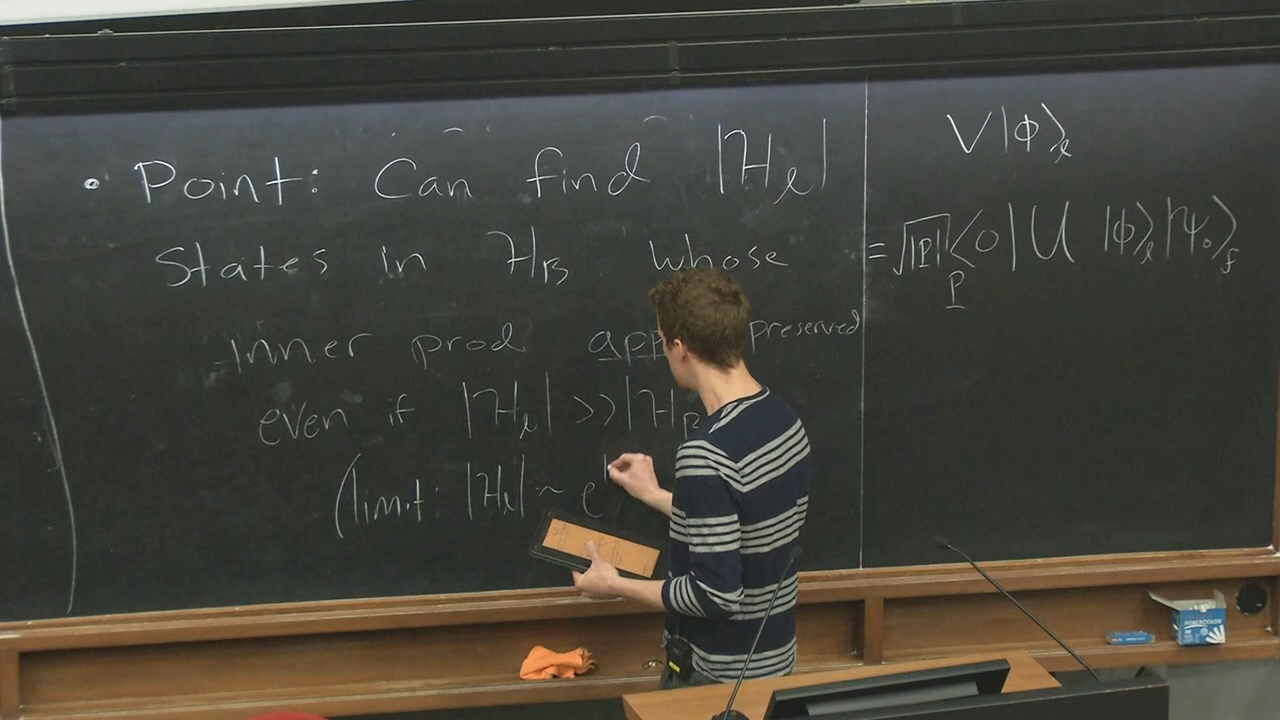 • Point: Can find |H_ℓ|
states in H_B whose
inner prod app preserved
even if |H_ℓ| >> |H_B
(limit: |H_ℓ| ~ e
V|ϕ⟩_ℓ
= √|P| ⟨0|_P U |ϕ⟩_ℓ |ψ_0⟩_f